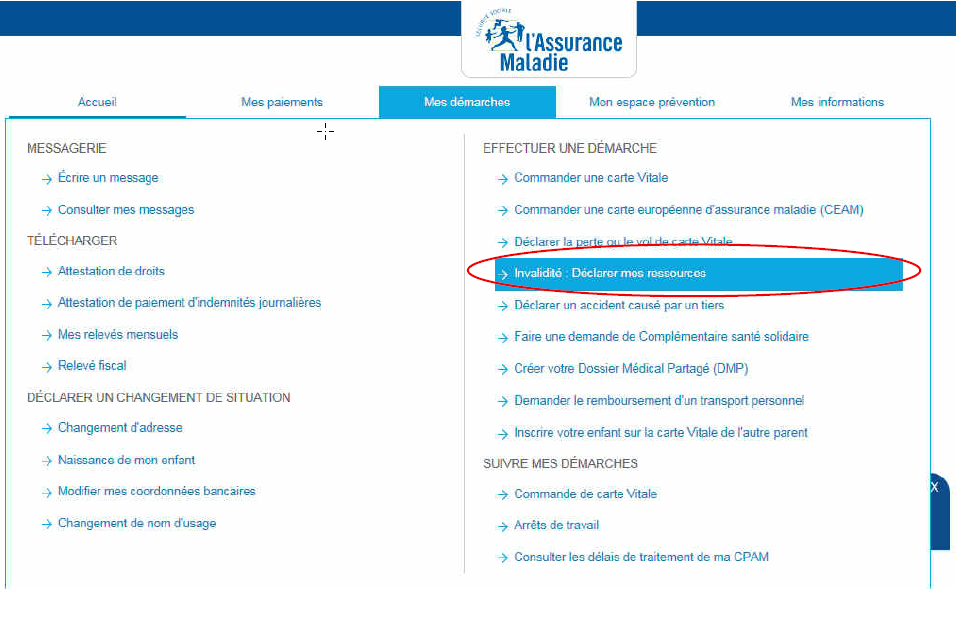 SÉCURITÉ SOCIALE
l'Assurance
Maladie
Accueil
Mes paiements
Mes démarches
Mon espace prévention
Mes informations
MESSAGERIE
Écrire un message
Consulter mes messages
TÉLÉCHARGER
Attestation de droits
Attestation de paiement d'indemnités journalières
Mes relevés mensuels
Relevé fiscal
DÉCLARER UN CHANGEMENT DE SITUATION
Changement d'adresse
Naissance de mon enfant
Modifier mes coordonnées bancaires
Changement de nom d'usage
EFFECTUER UNE DÉMARCHE
Commander une carte Vitale
Commander une carte européenne d'assurance maladie (CEAM)
Déclarer la perte ou le vol de carte Vitale
Invalidité : Déclarer mes ressources
Déclarer un accident causé par un tiers
Faire une demande de Complémentaire santé solidaire
Créer votre Dossier Médical Partagé (DMP)
Demander le remboursement d'un transport personnel
Inscrire votre enfant sur la carte Vitale de l'autre parent
SUIVRE MES DÉMARCHES
Commande de carte Vitale
Arrêts de travail
Consulter les délais de traitement de ma CPAM
X